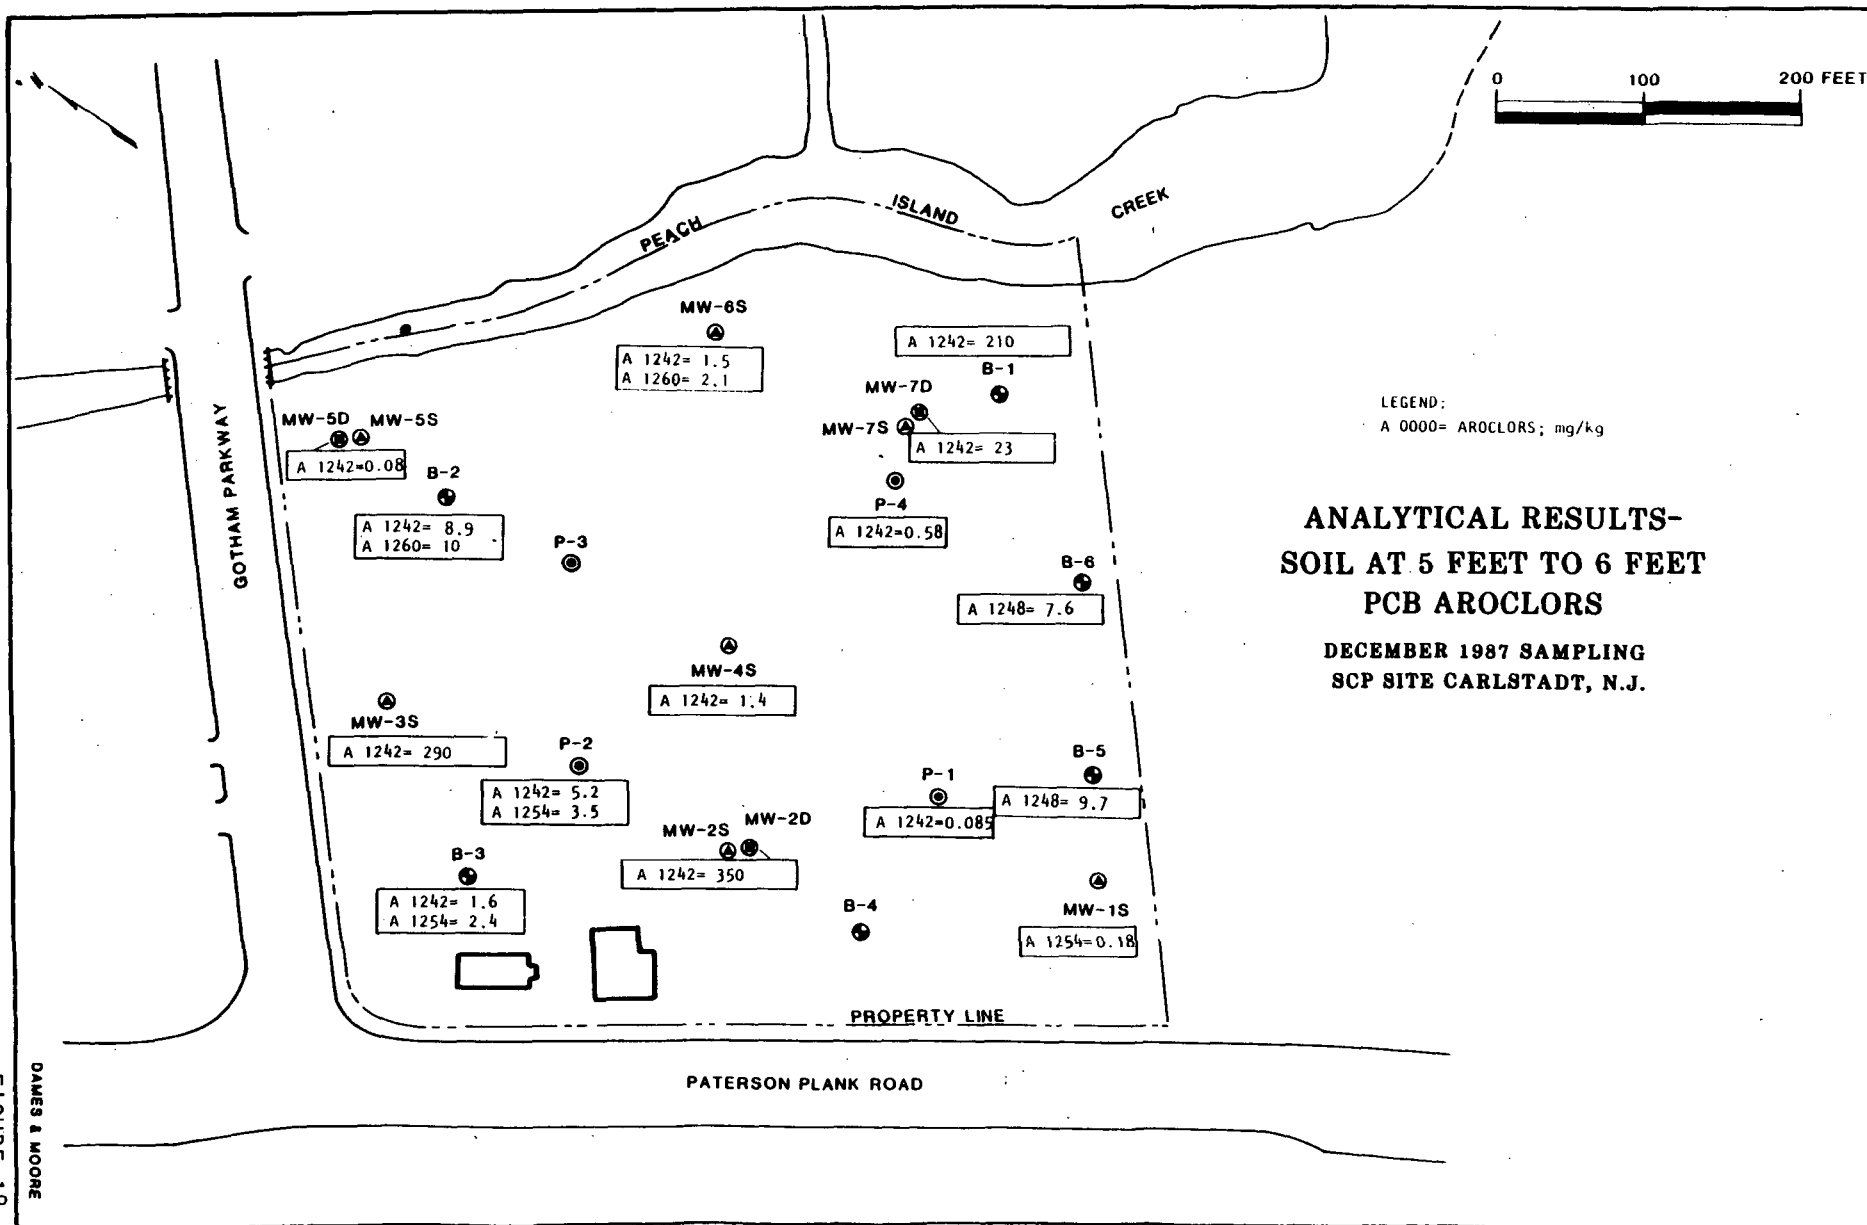 0 100 200 FEET
PEACH ISLAND CREEK
MW-6S
A 1242= 1.5
A 1260= 2.1
A 1242= 210
B-1
MW-7D
MW-7S
A 1242= 23
LEGEND:
A 0000= AROCLORS; mg/kg
MW-5D MW-5S
A 1242=0.08
B-2
A 1242= 8.9
A 1260= 10
P-4
A 1242=0.58
GOTHAM PARKWAY
P-3
B-6
A 1248= 7.6
ANALYTICAL RESULTS-
SOIL AT 5 FEET TO 6 FEET
PCB AROCLORS
DECEMBER 1987 SAMPLING
SCP SITE CARLSTADT, N.J.
MW-4S
A 1242= 1.4
MW-3S
A 1242= 290
P-2
A 1242= 5.2
A 1254= 3.5
P-1
A 1242=0.085
B-5
A 1248= 9.7
MW-2S MW-2D
A 1242= 350
B-3
A 1242= 1.6
A 1254= 2.4
B-4
MW-1S
A 1254=0.18
PROPERTY LINE
PATERSON PLANK ROAD
DAMES & MOORE